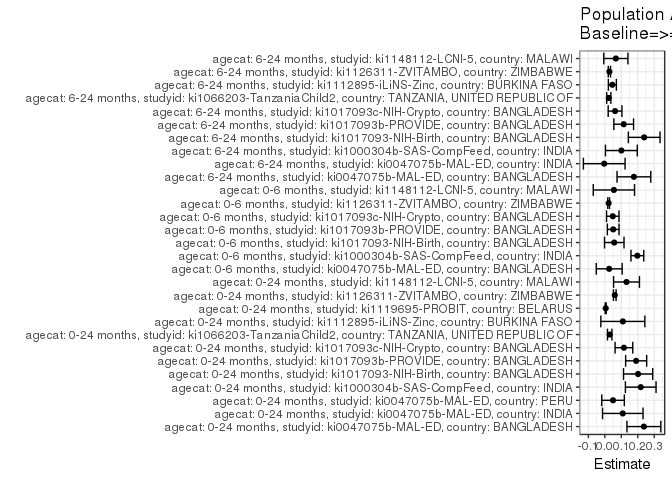 Population A
Baseline=>=
agecat: 6-24 months, studyid: ki1148112-LCNI-5, country: MALAWI
agecat: 6-24 months, studyid: ki1126311-ZVITAMBO, country: ZIMBABWE
agecat: 6-24 months, studyid: ki1112895-iLiNS-Zinc, country: BURKINA FASO
agecat: 6-24 months, studyid: ki1066203-TanzaniaChild2, country: TANZANIA, UNITED REPUBLIC OF
agecat: 6-24 months, studyid: ki1017093c-NIH-Crypto, country: BANGLADESH
agecat: 6-24 months, studyid: ki1017093b-PROVIDE, country: BANGLADESH
agecat: 6-24 months, studyid: ki1017093-NIH-Birth, country: BANGLADESH
agecat: 6-24 months, studyid: ki1000304b-SAS-CompFeed, country: INDIA
agecat: 6-24 months, studyid: ki0047075b-MAL-ED, country: INDIA
agecat: 6-24 months, studyid: ki0047075b-MAL-ED, country: BANGLADESH
agecat: 0-6 months, studyid: ki1148112-LCNI-5, country: MALAWI
agecat: 0-6 months, studyid: ki1126311-ZVITAMBO, country: ZIMBABWE
agecat: 0-6 months, studyid: ki1017093c-NIH-Crypto, country: BANGLADESH
agecat: 0-6 months, studyid: ki1017093b-PROVIDE, country: BANGLADESH
agecat: 0-6 months, studyid: ki1017093-NIH-Birth, country: BANGLADESH
agecat: 0-6 months, studyid: ki1000304b-SAS-CompFeed, country: INDIA
agecat: 0-6 months, studyid: ki0047075b-MAL-ED, country: BANGLADESH
agecat: 0-24 months, studyid: ki1148112-LCNI-5, country: MALAWI
agecat: 0-24 months, studyid: ki1126311-ZVITAMBO, country: ZIMBABWE
agecat: 0-24 months, studyid: ki1119695-PROBIT, country: BELARUS
agecat: 0-24 months, studyid: ki1112895-iLiNS-Zinc, country: BURKINA FASO
agecat: 0-24 months, studyid: ki1066203-TanzaniaChild2, country: TANZANIA, UNITED REPUBLIC OF
agecat: 0-24 months, studyid: ki1017093c-NIH-Crypto, country: BANGLADESH
agecat: 0-24 months, studyid: ki1017093b-PROVIDE, country: BANGLADESH
agecat: 0-24 months, studyid: ki1017093-NIH-Birth, country: BANGLADESH
agecat: 0-24 months, studyid: ki1000304b-SAS-CompFeed, country: INDIA
agecat: 0-24 months, studyid: ki0047075b-MAL-ED, country: PERU
agecat: 0-24 months, studyid: ki0047075b-MAL-ED, country: INDIA
agecat: 0-24 months, studyid: ki0047075b-MAL-ED, country: BANGLADESH
-0.1 0.0 0.1 0.2 0.3
Estimate